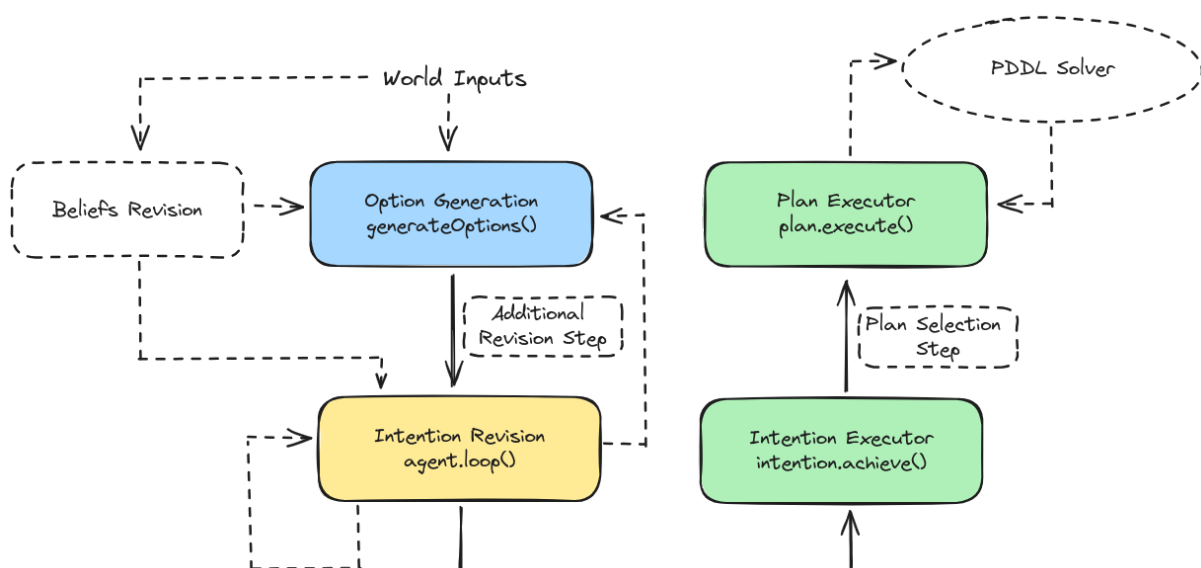 World Inputs
PDDL Solver
Beliefs Revision
Option Generation
generateOptions()
Plan Executor
plan.execute()
Additional
Revision Step
Plan Selection
Step
Intention Revision
agent.loop()
Intention Executor
intention.achieve()